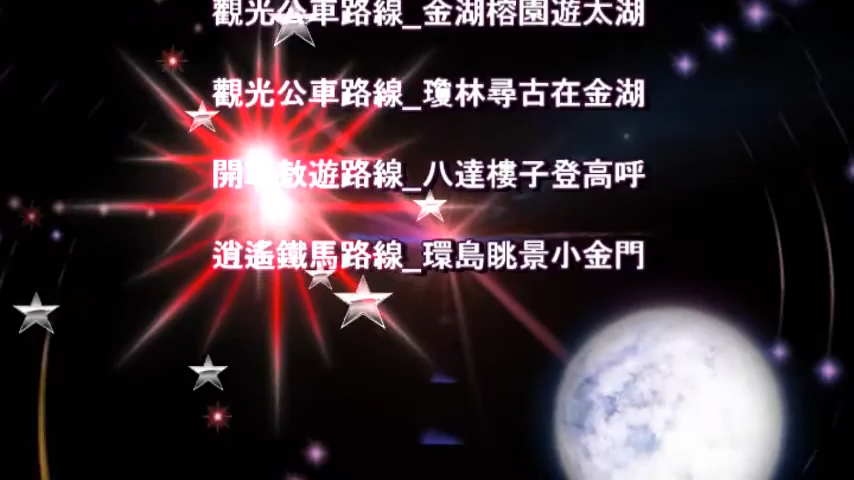 觀光公車路線_金湖榕園遊太湖
觀光公車路線_瓊林尋古在金湖
開車敖遊路線_八達樓子登高呼
逍遙鐵馬路線_環島眺景小金門